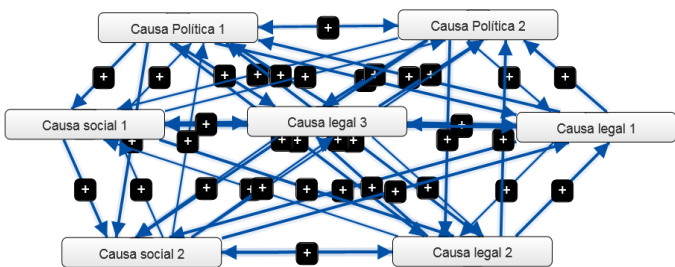 Causa Política 1
Causa Política 2
Causa social 1
Causa legal 3
Causa legal 1
Causa social 2
Causa legal 2